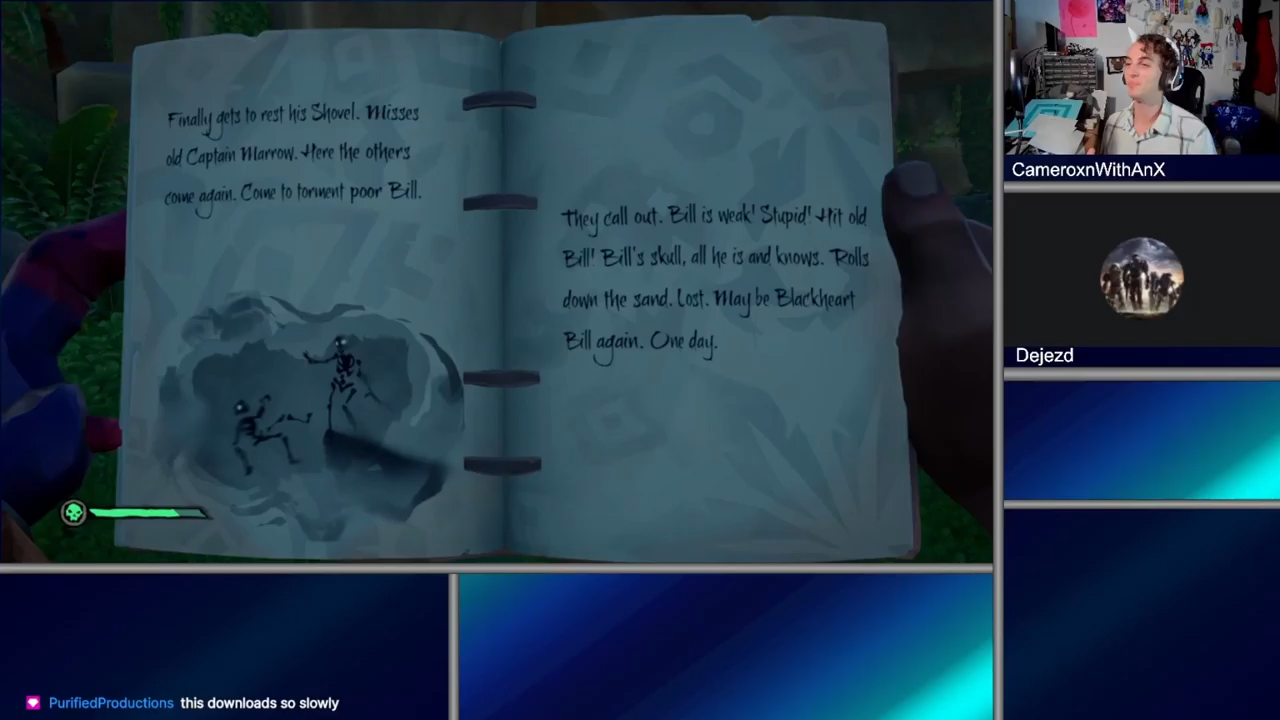 Finally gets to rest his Shovel. Misses
old Captain Marrow. Here the others
come again. Come to torment poor Bill.
They call out. Bill is weak! Stupid! Hit old
Bill! Bill's skull, all he is and knows. Rolls
down the sand. Lost. May be Blackheart
Bill again. One day.
CameroxnWithAnX
Dejezd
PurifiedProductions this downloads so slowly